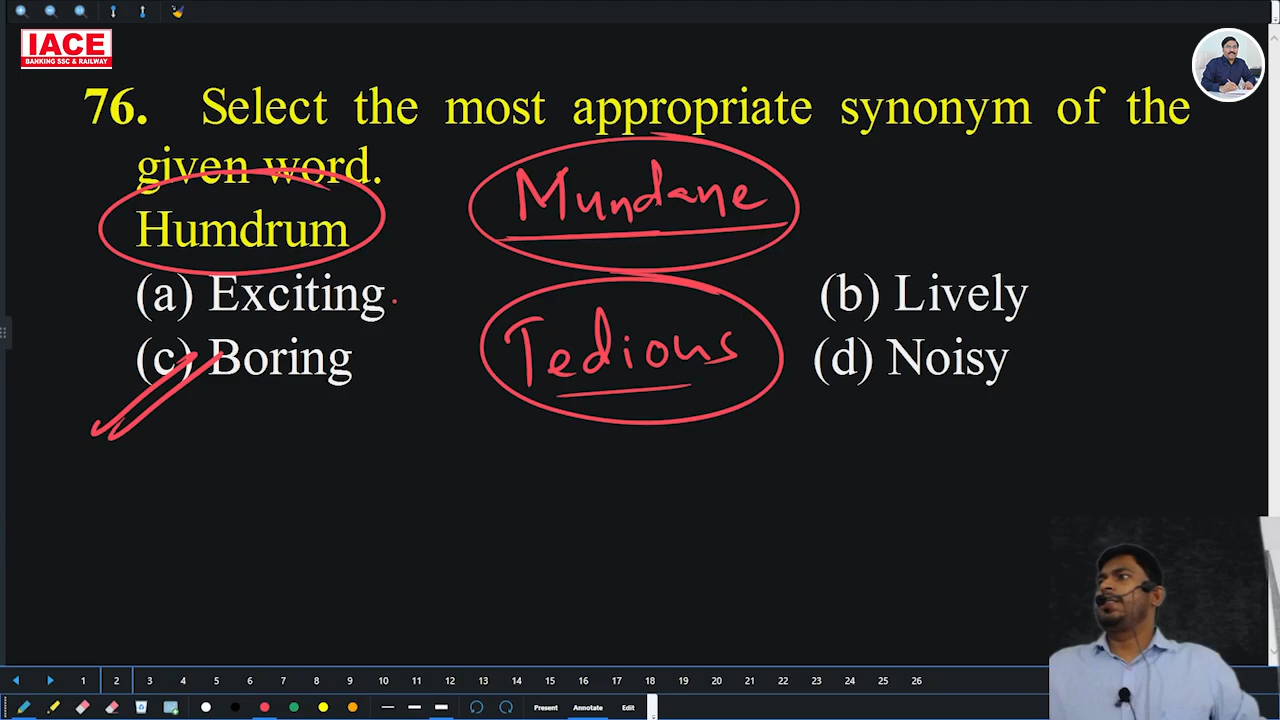 IACE
BANKING SSC & RAILWAY
76. Select the most appropriate synonym of the
given word.
Mundane
Humdrum
(a) Exciting
(b) Lively
Tedious
(c) Boring
(d) Noisy
1 2 3 4 5 6 7 8 9 10 11 12 13 14 15 16 17 18 19 20 21 22 23 24 25 26
Present Annotate Edit